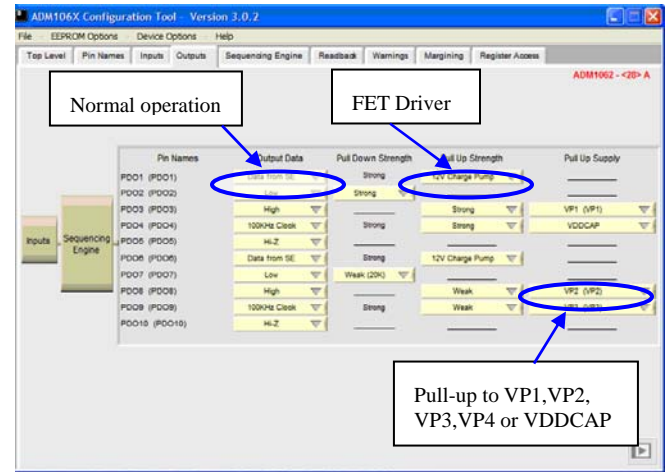 ADM106X Configuration Tool - Version 3.0.2
File EEPROM Options Device Options Help
Top Level Pin Names Inputs Outputs Sequencing Engine Readback Warnings Margining Register Access
ADM1062 - <28> A
Normal operation
FET Driver
Pin Names Output Data Pull Down Strength Pull Up Strength Pull Up Supply
PDO1 (PDO1) Data from SE Strong 12V Charge Pump
PDO2 (PDO2) Low Strong
PDO3 (PDO3) High Strong VP1 (VP1)
PDO4 (PDO4) 100KHz Clock Strong Strong VDDCAP
PDO5 (PDO5) Hi-Z
PDO6 (PDO6) Data from SE Strong 12V Charge Pump
PDO7 (PDO7) Low Weak (20K)
PDO8 (PDO8) High Weak VP2 (VP2)
PDO9 (PDO9) 100KHz Clock Strong Weak
PDO10 (PDO10) Hi-Z
Inputs
Sequencing
Engine
Pull-up to VP1,VP2,
VP3,VP4 or VDDCAP